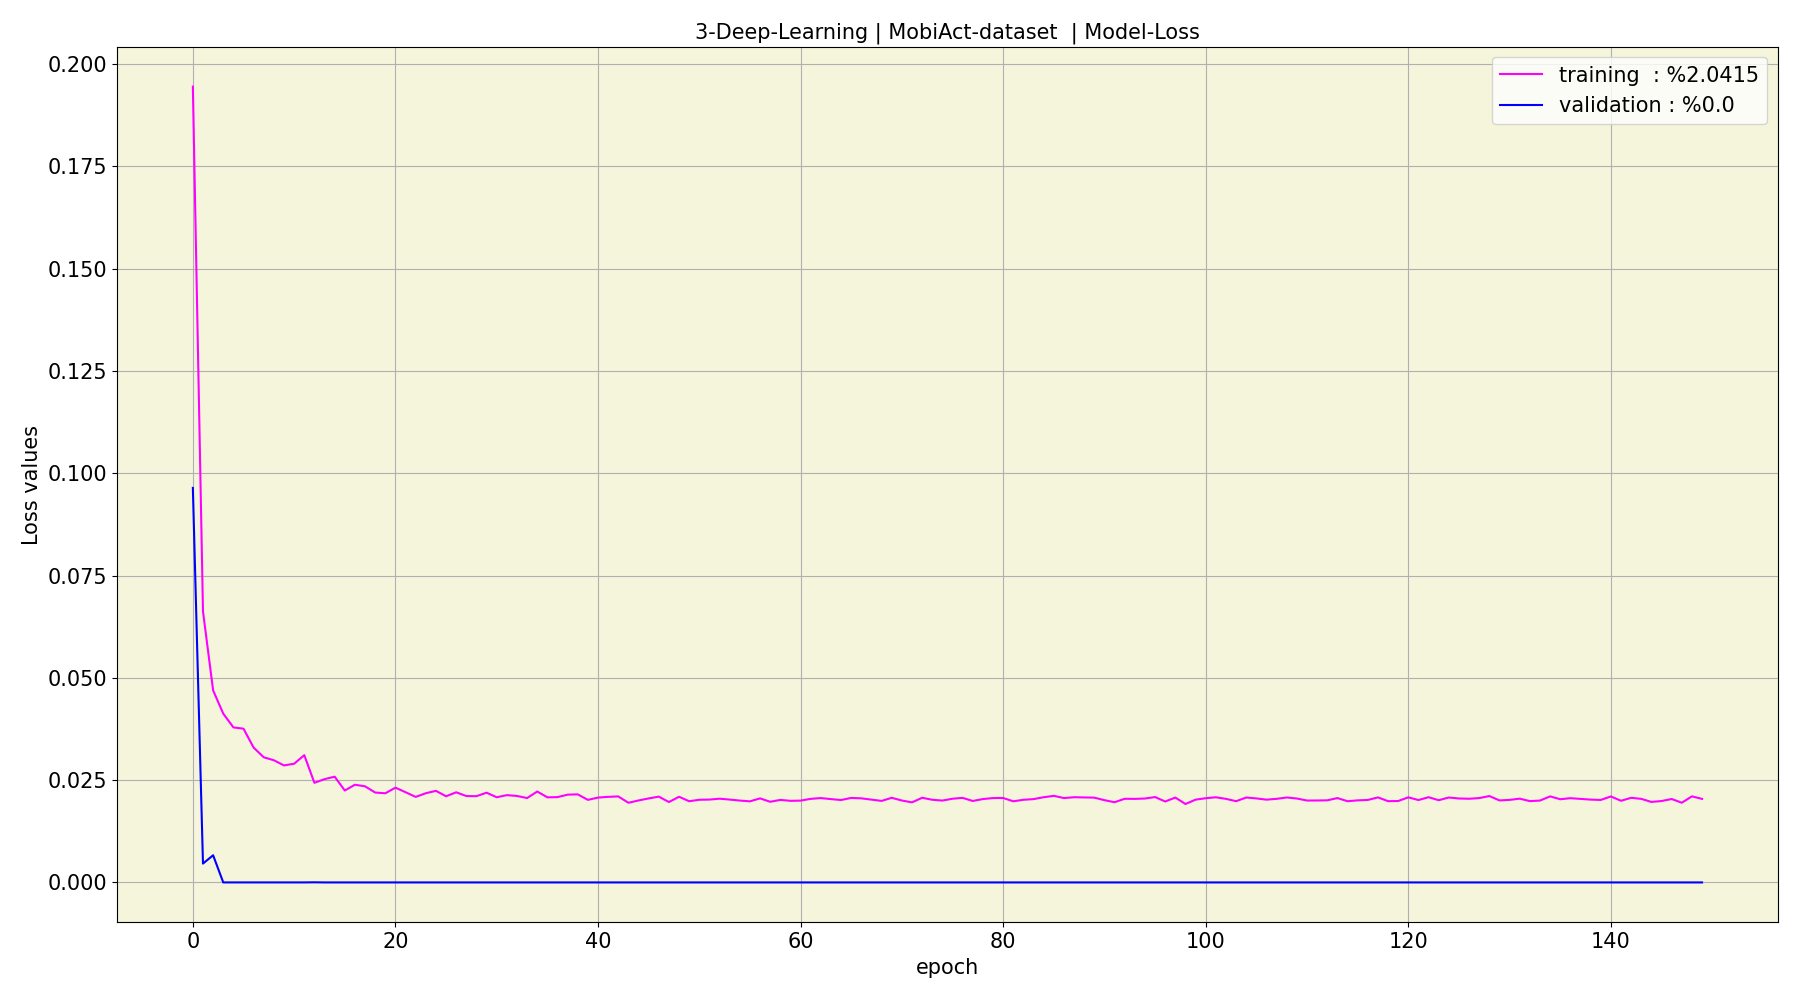 3-Deep-Learning | MobiAct-dataset  | Model-Loss
training  : %2.0415
validation : %0.0
Loss values
0.200
0.175
0.150
0.125
0.100
0.075
0.050
0.025
0.000
0 20 40 60 80 100 120 140
epoch